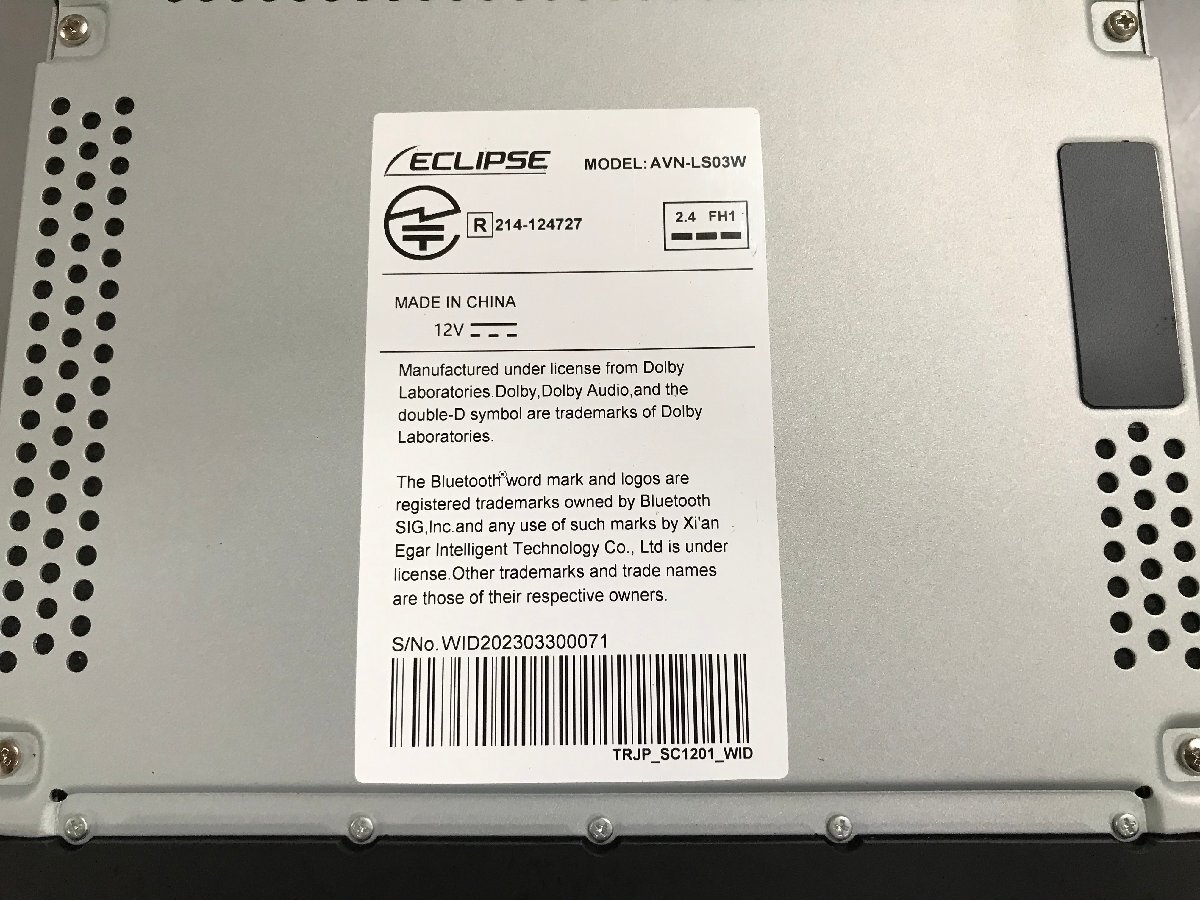 ECLIPSE MODEL: AVN-LS03W
R 214-124727
2.4 FH1
MADE IN CHINA
12V
Manufactured under license from Dolby
Laboratories.Dolby,Dolby Audio,and the
double-D symbol are trademarks of Dolby
Laboratories.
The Bluetooth® word mark and logos are
registered trademarks owned by Bluetooth
SIG,Inc.and any use of such marks by Xi'an
Egar Intelligent Technology Co., Ltd is under
license.Other trademarks and trade names
are those of their respective owners.
S/No. WID202303300071
TRJP_SC1201_WID